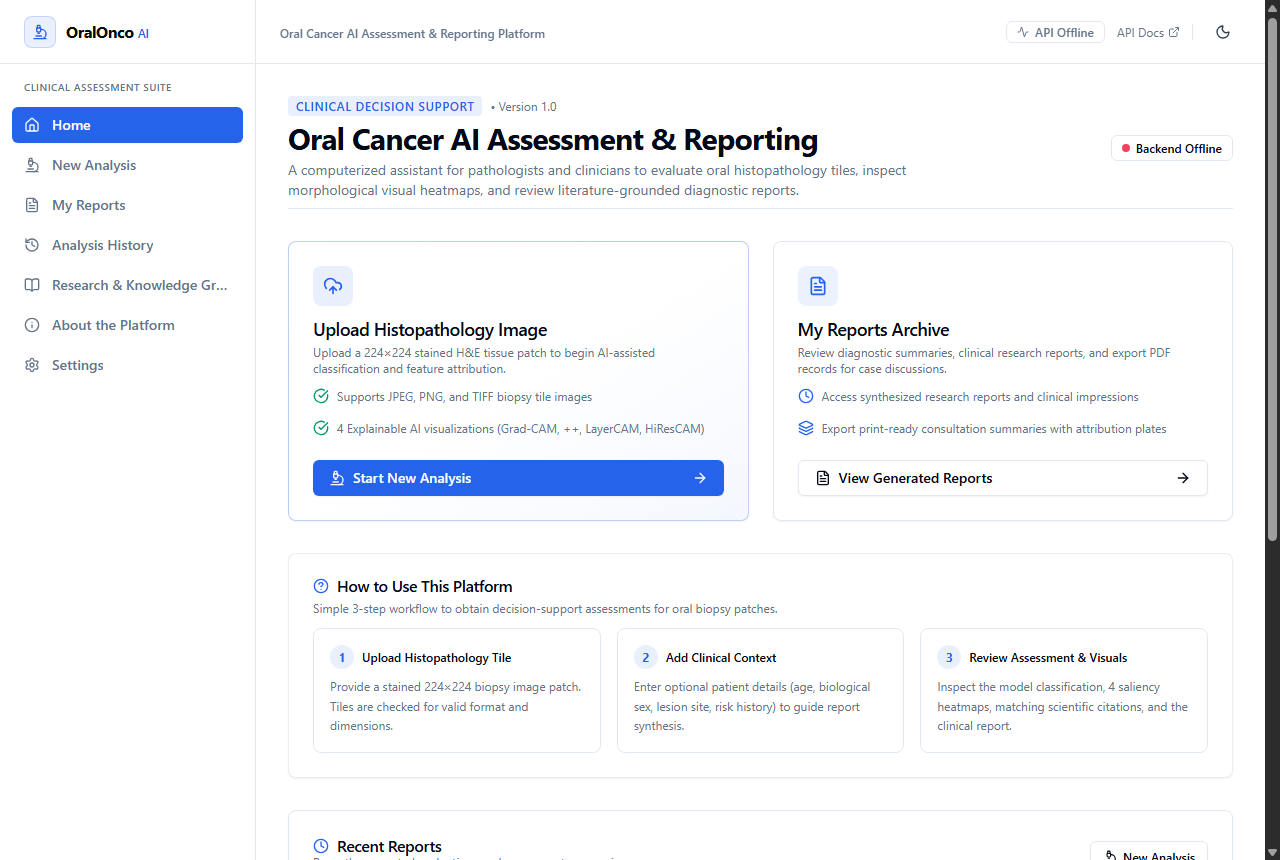 OralOnco AI
Oral Cancer AI Assessment & Reporting Platform
API Offline
API Docs
CLINICAL ASSESSMENT SUITE
Home
New Analysis
My Reports
Analysis History
Research & Knowledge Gr...
About the Platform
Settings
CLINICAL DECISION SUPPORT
• Version 1.0
Oral Cancer AI Assessment & Reporting
A computerized assistant for pathologists and clinicians to evaluate oral histopathology tiles, inspect
morphological visual heatmaps, and review literature-grounded diagnostic reports.
Backend Offline
Upload Histopathology Image
Upload a 224×224 stained H&E tissue patch to begin AI-assisted
classification and feature attribution.
Supports JPEG, PNG, and TIFF biopsy tile images
4 Explainable AI visualizations (Grad-CAM, ++, LayerCAM, HiResCAM)
Start New Analysis
My Reports Archive
Review diagnostic summaries, clinical research reports, and export PDF
records for case discussions.
Access synthesized research reports and clinical impressions
Export print-ready consultation summaries with attribution plates
View Generated Reports
How to Use This Platform
Simple 3-step workflow to obtain decision-support assessments for oral biopsy patches.
1 Upload Histopathology Tile
Provide a stained 224×224 biopsy image patch.
Tiles are checked for valid format and
dimensions.
2 Add Clinical Context
Enter optional patient details (age, biological
sex, lesion site, risk history) to guide report
synthesis.
3 Review Assessment & Visuals
Inspect the model classification, 4 saliency
heatmaps, matching scientific citations, and the
clinical report.
Recent Reports
New Analysis